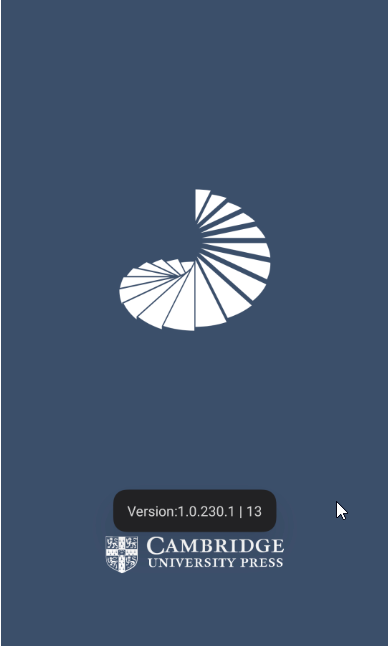 Version:1.0.230.1 | 13
CAMBRIDGE
UNIVERSITY PRESS